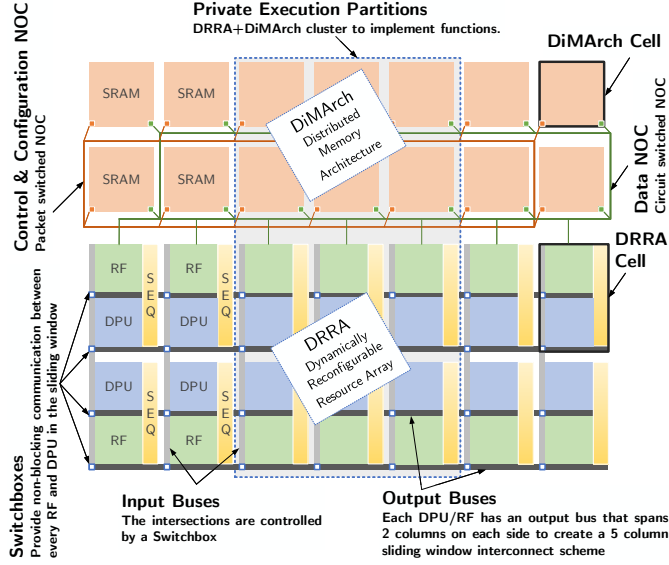 Private Execution Partitions
DRRA+DiMArch cluster to implement functions.
DiMArch Cell
Control & Configuration NOC
Packet switched NOC
SRAM
SRAM
SRAM
SRAM
DiMArch
Distributed
Memory
Architecture
Data NOC
Circuit switched NOC
DRRA
Cell
RF
SEQ
RF
SEQ
DPU
DPU
DRRA
Dynamically
Reconfigurable
Resource Array
DPU
SEQ
DPU
SEQ
RF
RF
Switchboxes
Provide non-blocking communication between
every RF and DPU in the sliding window
Input Buses
The intersections are controlled
by a Switchbox
Output Buses
Each DPU/RF has an output bus that spans
2 columns on each side to create a 5 column
sliding window interconnect scheme